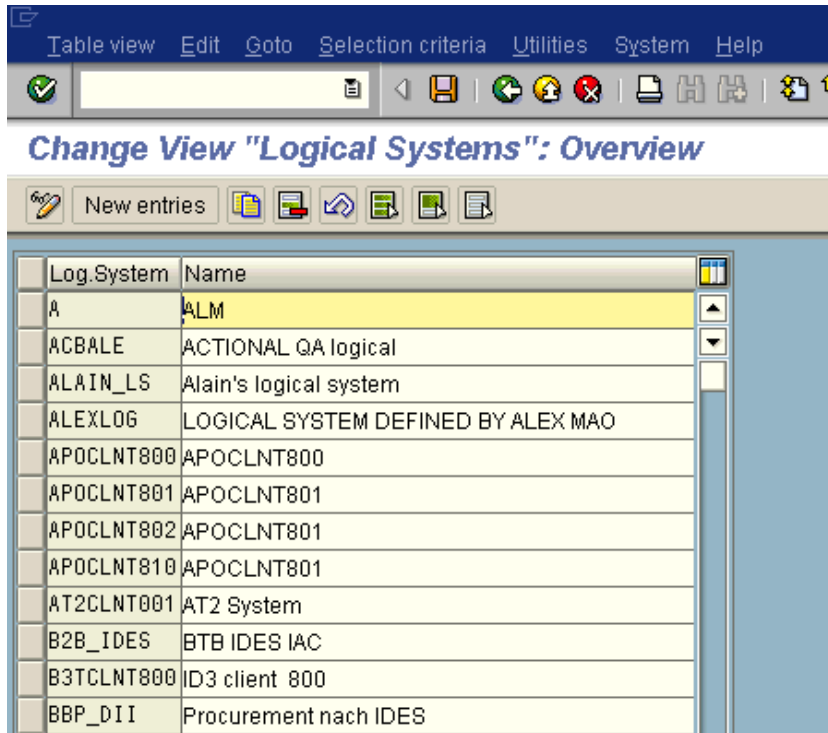 Table view Edit Goto Selection criteria Utilities System Help
Change View "Logical Systems": Overview
New entries
Log.System Name
A ALM
ACBALE ACTIONAL QA logical
ALAIN_LS Alain's logical system
ALEXLOG LOGICAL SYSTEM DEFINED BY ALEX MAO
APOCLNT800 APOCLNT800
APOCLNT801 APOCLNT801
APOCLNT802 APOCLNT801
APOCLNT810 APOCLNT801
AT2CLNT001 AT2 System
B2B_IDES BTB IDES IAC
B3TCLNT800 ID3 client 800
BBP_DII Procurement nach IDES